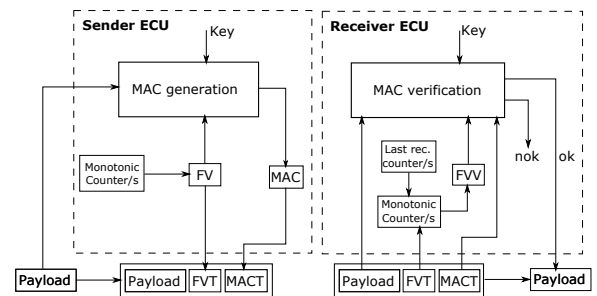 Sender ECU
Key
MAC generation
Monotonic
Counter/s
FV
MAC
Payload
Payload
FVT
MACT
Receiver ECU
Key
MAC verification
Last rec.
counter/s
Monotonic
Counter/s
FVV
nok
ok
Payload
FVT
MACT
Payload